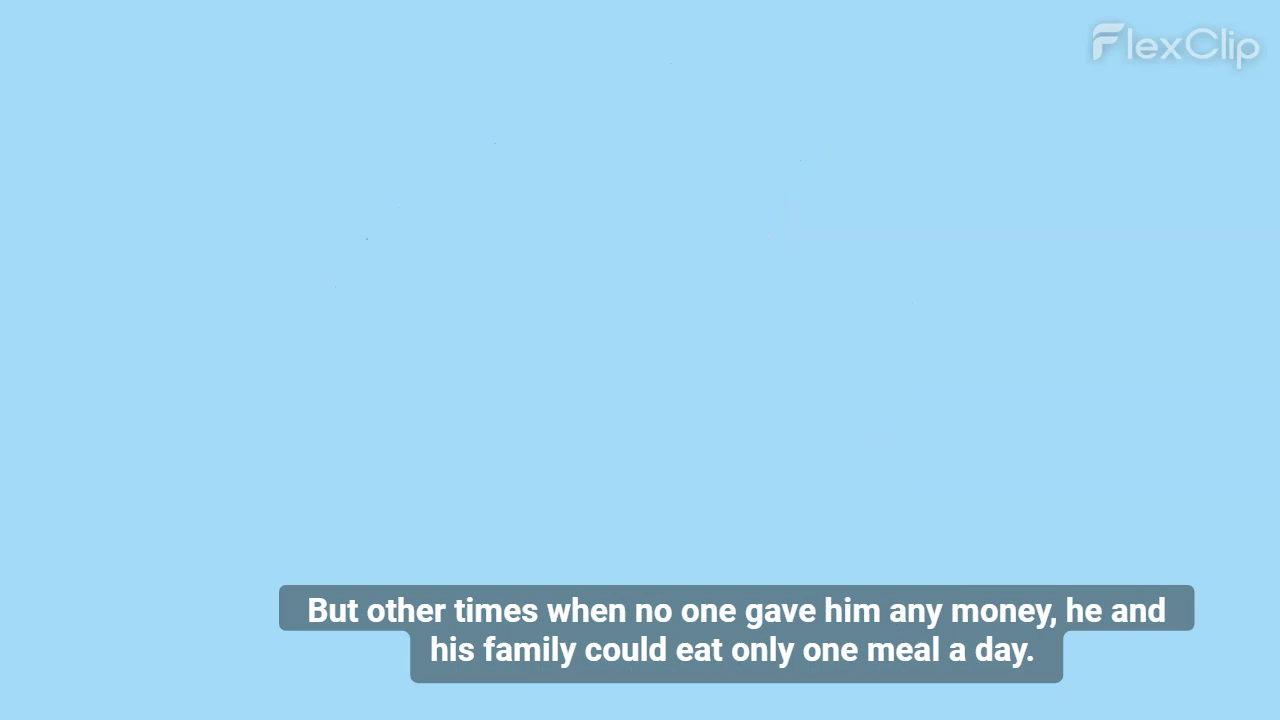 FlexClip
But other times when no one gave him any money, he and
his family could eat only one meal a day.